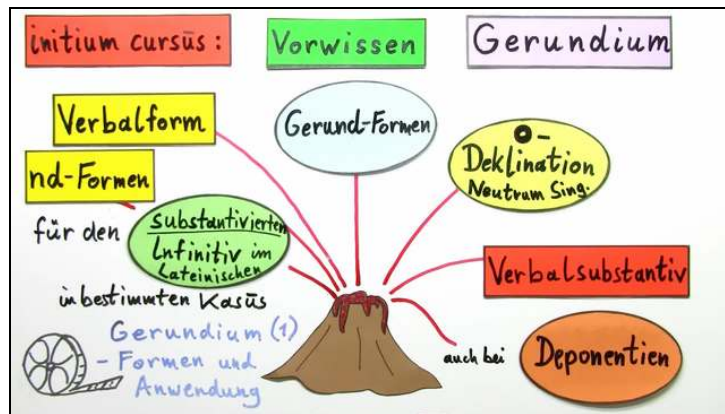 initium cursūs :
Vorwissen
Gerundium
Verbalform
nd-Formen
für den
substantivierten
Infinitiv im
Lateinischen
in bestimmten Kasūs
Gerund-Formen
o-
Deklination
Neutrum Sing.
Verbalsubstantiv
auch bei
Deponentien
Gerundium (1)
- Formen und
Anwendung